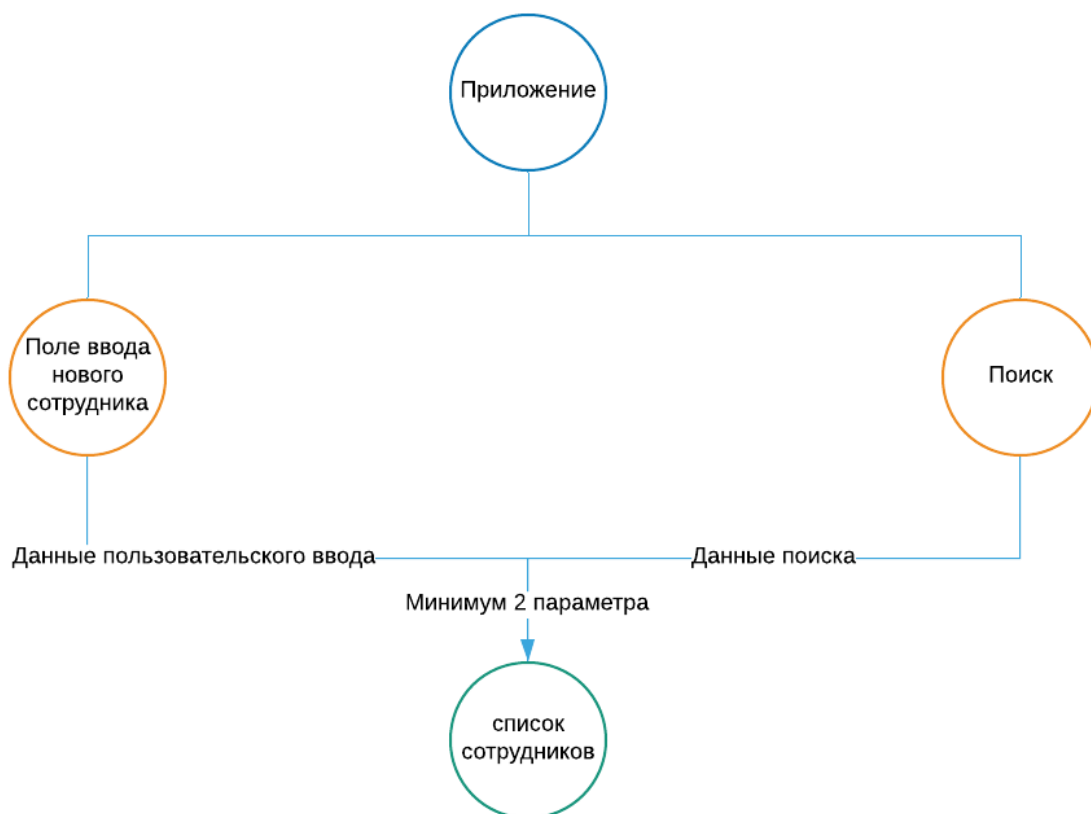 Приложение
Поле ввода
нового
сотрудника
Поиск
Данные пользовательского ввода
Данные поиска
Минимум 2 параметра
список
сотрудников